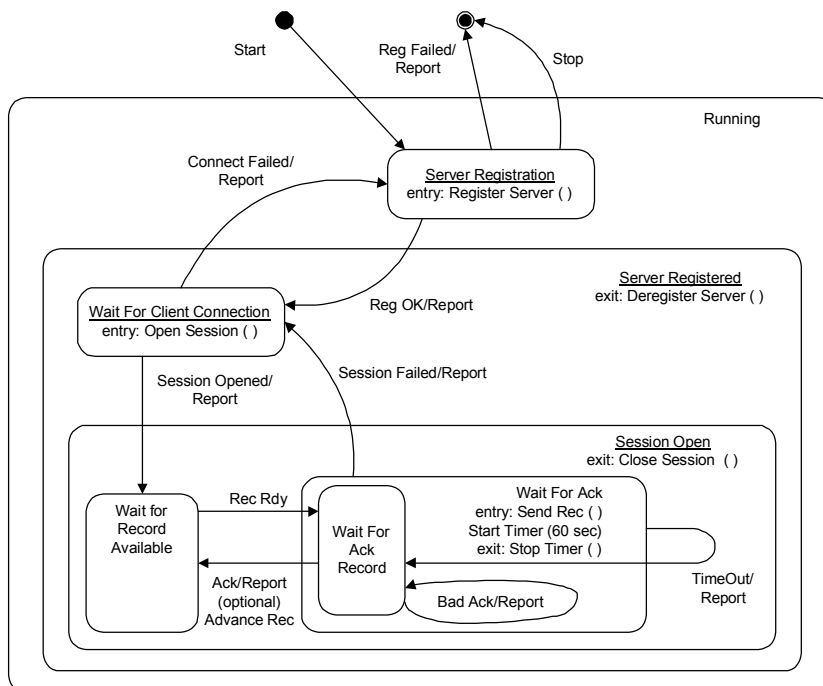 Start
Reg Failed/
Report
Stop
Running
Connect Failed/
Report
Server Registration
entry: Register Server ( )
Server Registered
exit: Deregister Server ( )
Wait For Client Connection
entry: Open Session ( )
Reg OK/Report
Session Opened/
Report
Session Failed/Report
Session Open
exit: Close Session ( )
Wait for
Record
Available
Rec Rdy
Wait For Ack
entry: Send Rec ( )
Start Timer (60 sec)
exit: Stop Timer ( )
Wait For
Ack
Record
Ack/Report
(optional)
Advance Rec
Bad Ack/Report
TimeOut/
Report